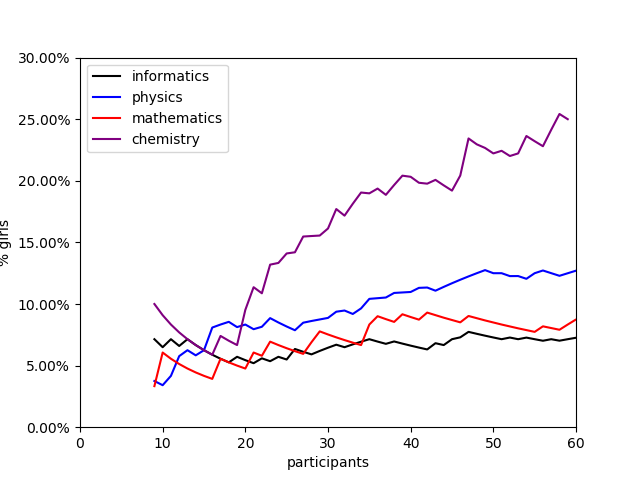 30.00%
25.00%
20.00%
15.00%
10.00%
5.00%
0.00%
% girls
informatics
physics
mathematics
chemistry
0 10 20 30 40 50 60
participants